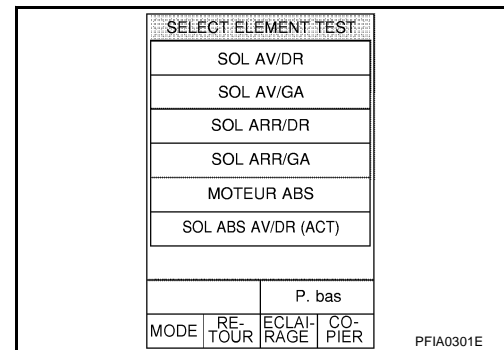 SELECT ELEMENT TEST
SOL AV/DR
SOL AV/GA
SOL ARR/DR
SOL ARR/GA
MOTEUR ABS
SOL ABS AV/DR (ACT)
P. bas
MODE
RE-
TOUR
ECLAI-
RAGE
CO-
PIER
PFIA0301E